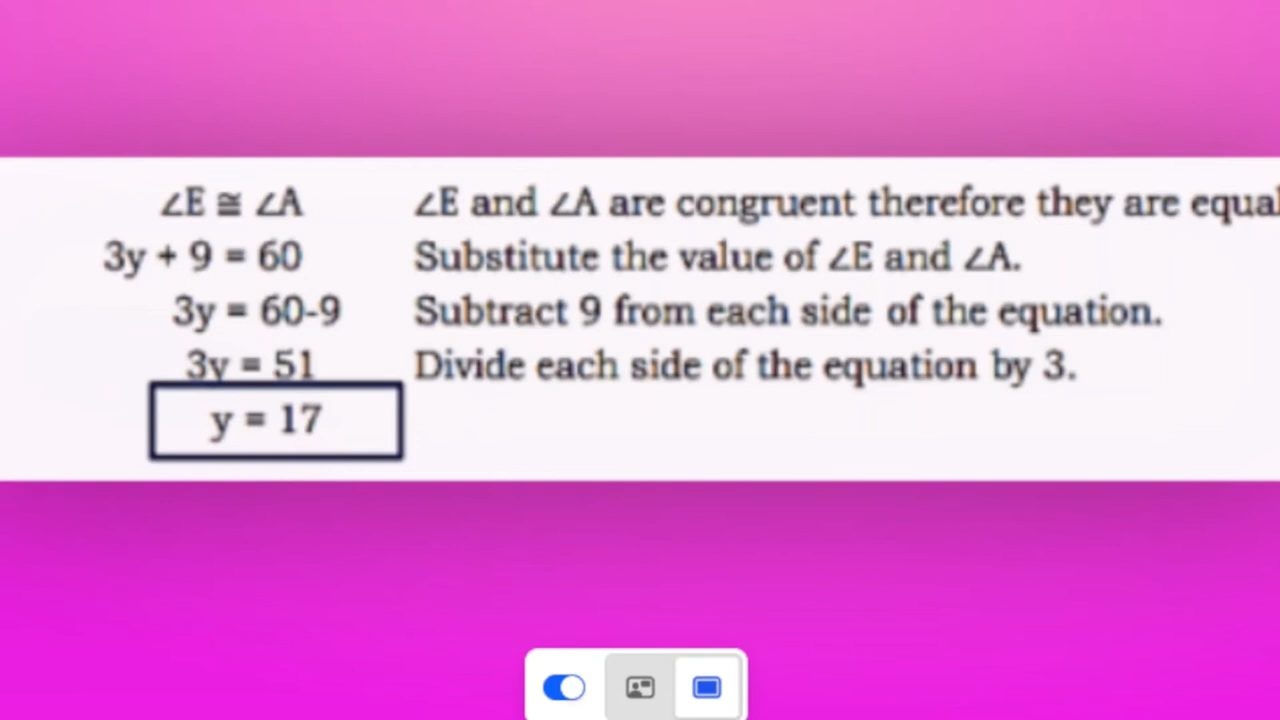 ∠E ≅ ∠A ∠E and ∠A are congruent therefore they are equal
3y + 9 = 60 Substitute the value of ∠E and ∠A.
3y = 60-9 Subtract 9 from each side of the equation.
3y = 51 Divide each side of the equation by 3.
y = 17